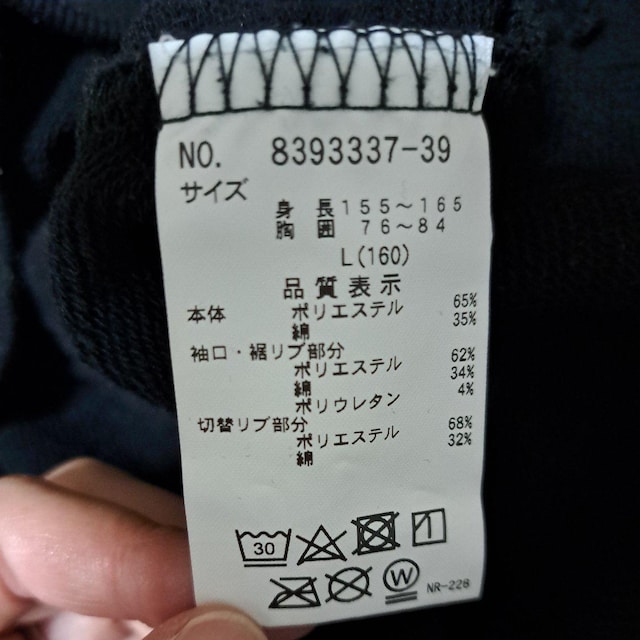 NO. 8393337-39
サイズ
身 長 155～165
胸 囲 76～84
L(160)
品質表示
本体 ポリエステル 65%
綿 35%
袖口・裾リブ部分
ポリエステル 62%
綿 34%
ポリウレタン 4%
切替リブ部分
ポリエステル 68%
綿 32%
30
W
NR-228